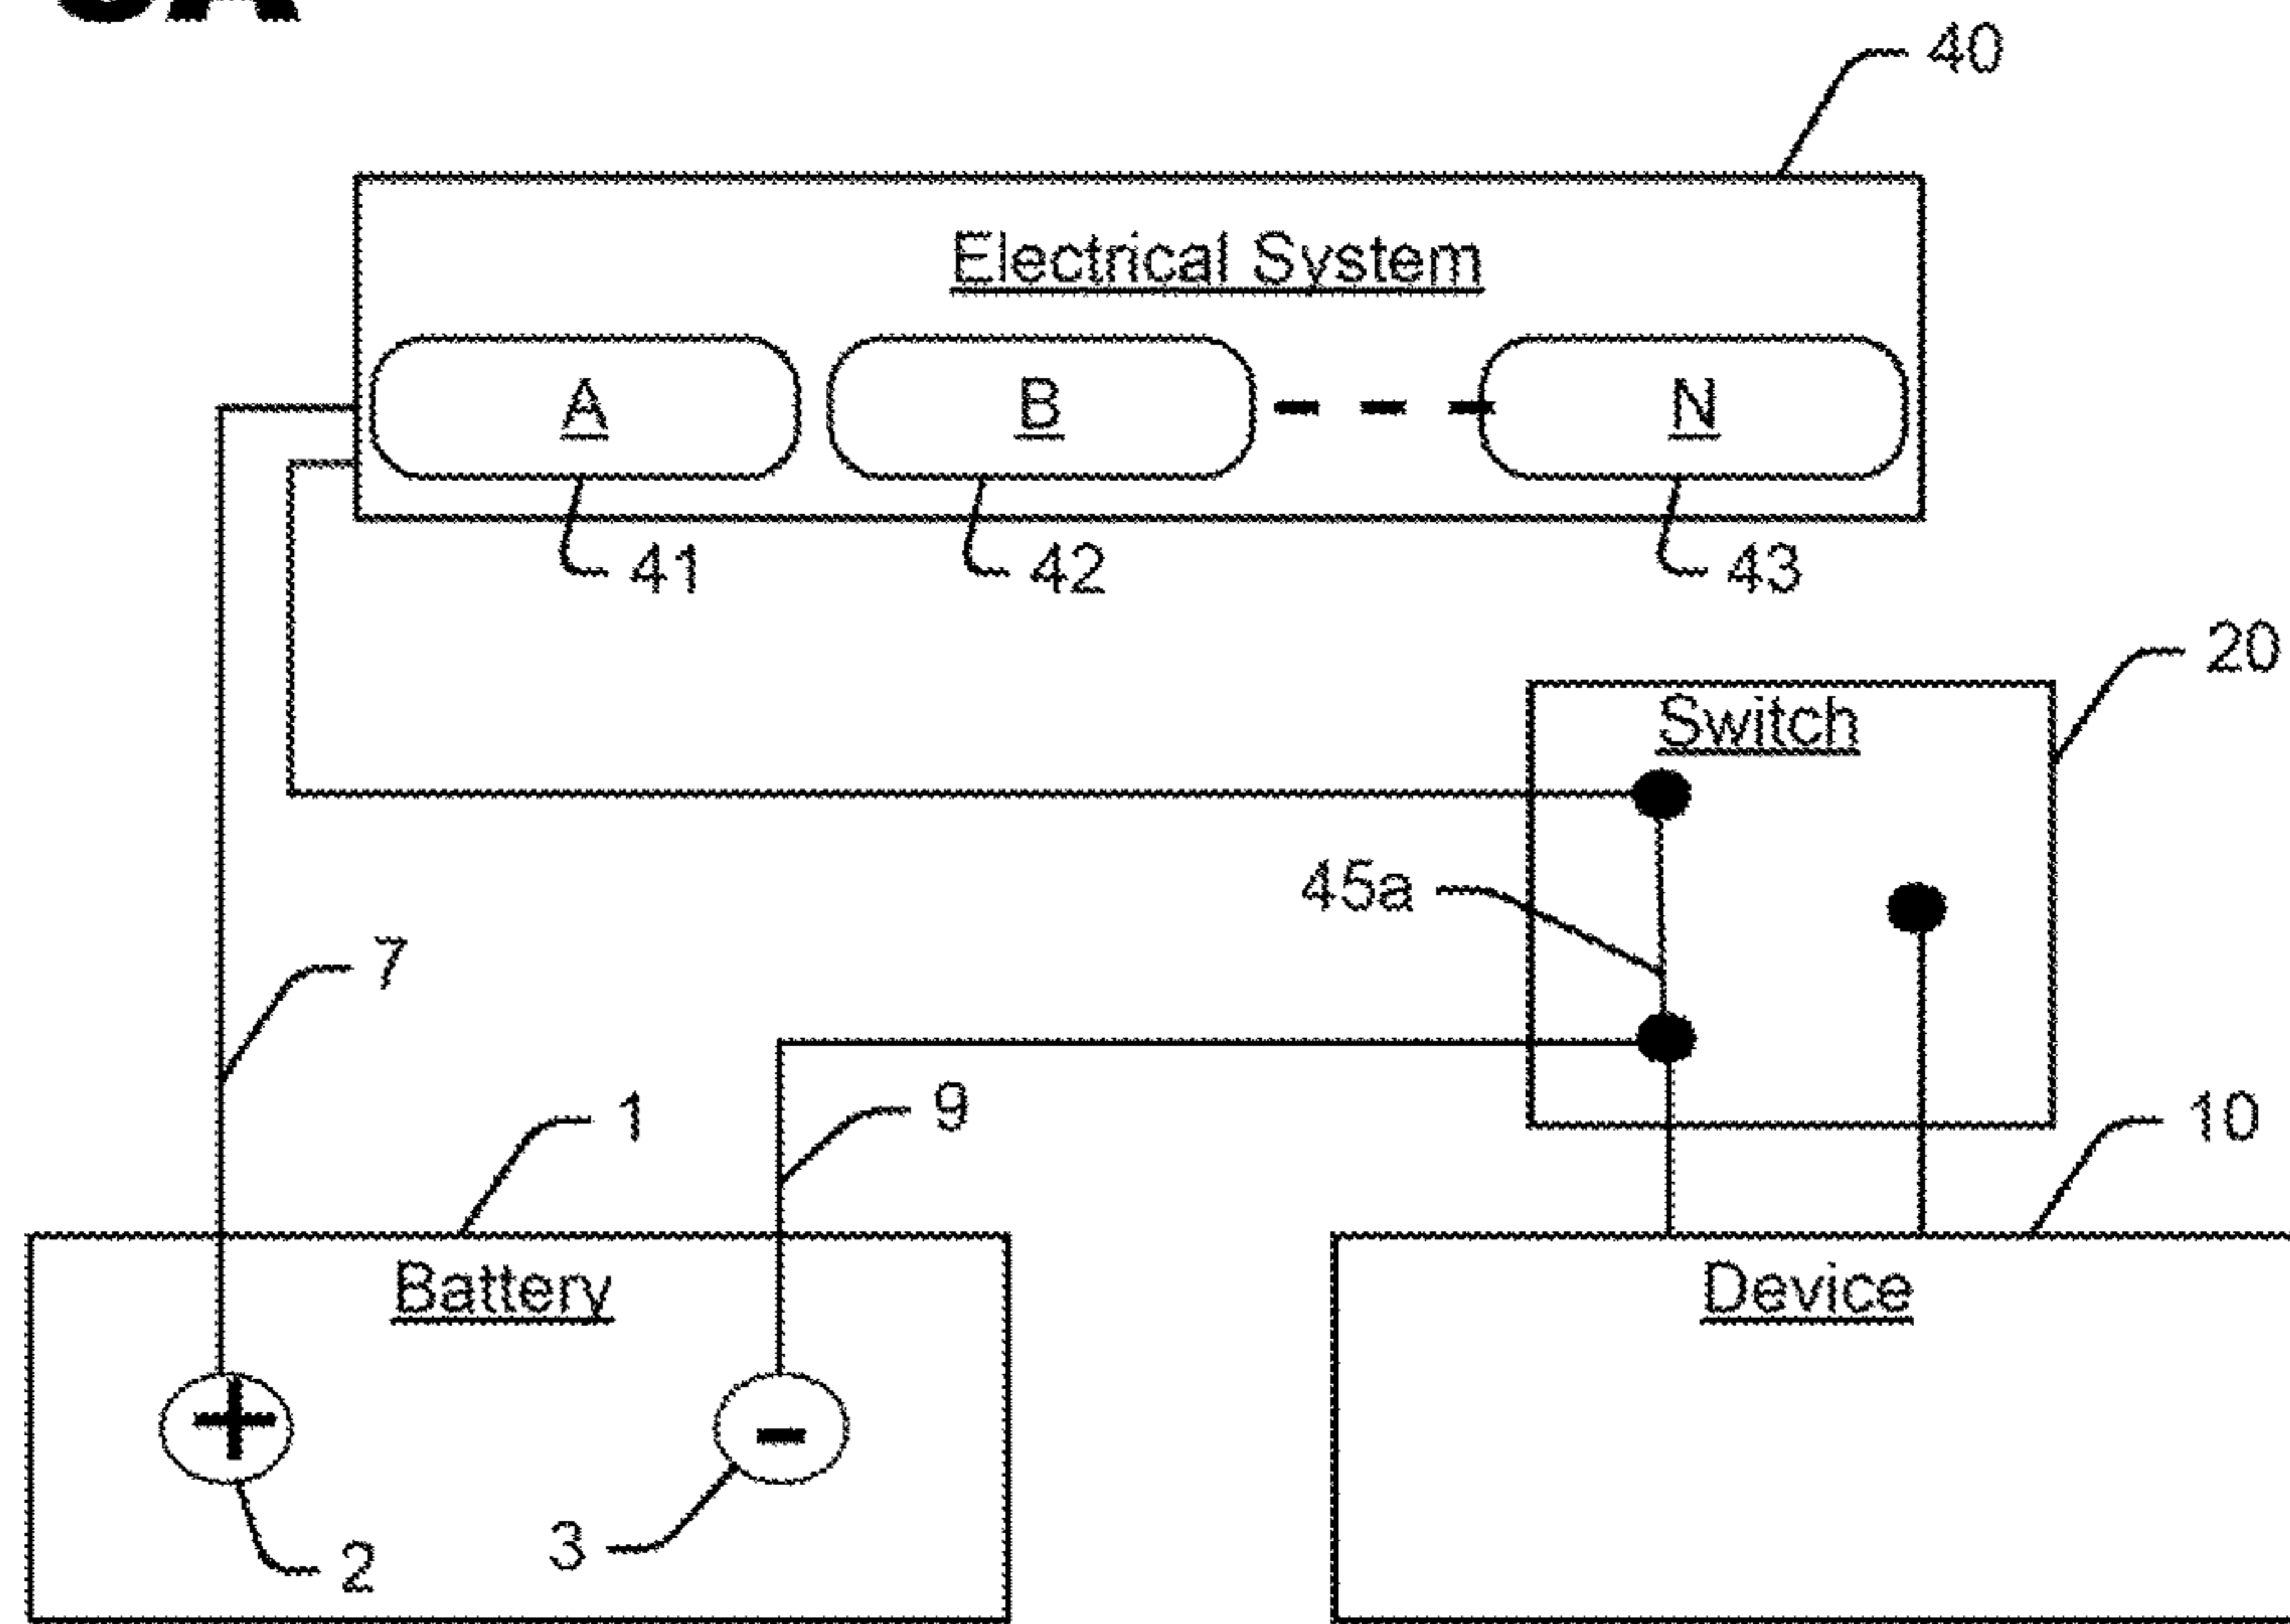 40
Electrical System
A B N
41 42 43
20
Switch
45a
7
1 9 10
Battery Device
+ -
2 3